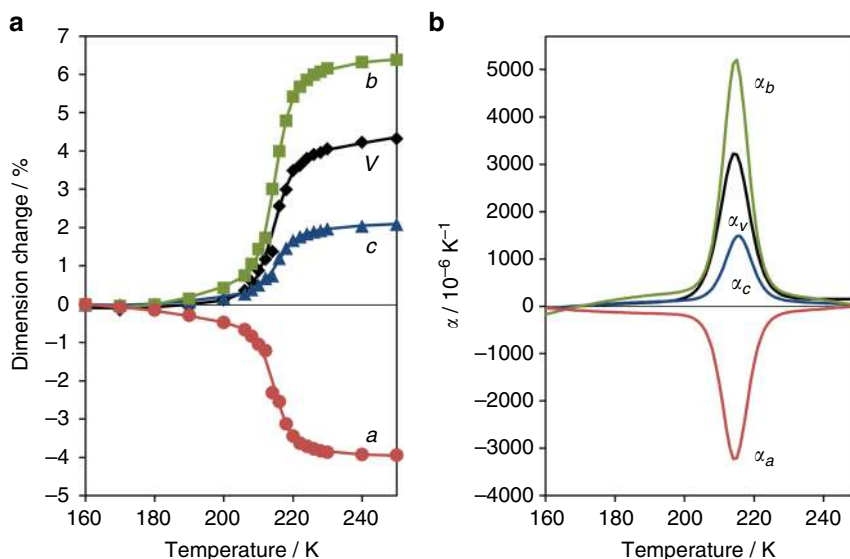 a
7
6
5
4
3
2
1
0
−1
−2
−3
−4
−5
Dimension change / %
b
V
c
a
160 180 200 220 240
Temperature / K
b
5000
4000
3000
2000
1000
0
−1000
−2000
−3000
−4000
α / 10⁻⁶ K⁻¹
αb
αv
αc
αa
160 200 240
Temperature / K